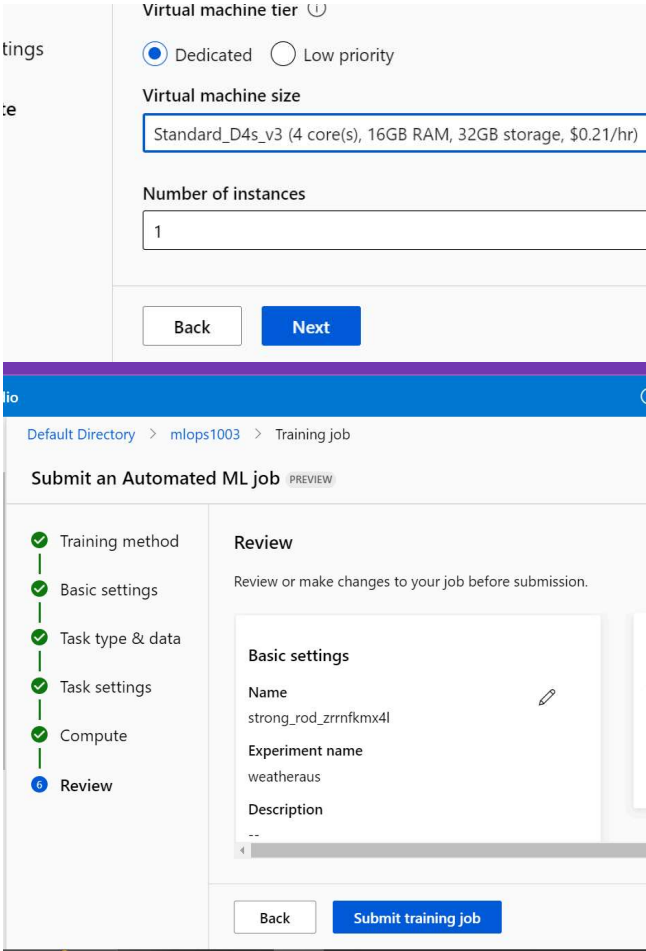 Virtual machine tier
tings
Dedicated Low priority
te
Virtual machine size
Standard_D4s_v3 (4 core(s), 16GB RAM, 32GB storage, $0.21/hr)
Number of instances
1
Back Next
lio
Default Directory > mlops1003 > Training job
Submit an Automated ML job PREVIEW
Training method
Basic settings
Task type & data
Task settings
Compute
6 Review
Review
Review or make changes to your job before submission.
Basic settings
Name
strong_rod_zrrnfkmx4l
Experiment name
weatheraus
Description
--
Back Submit training job